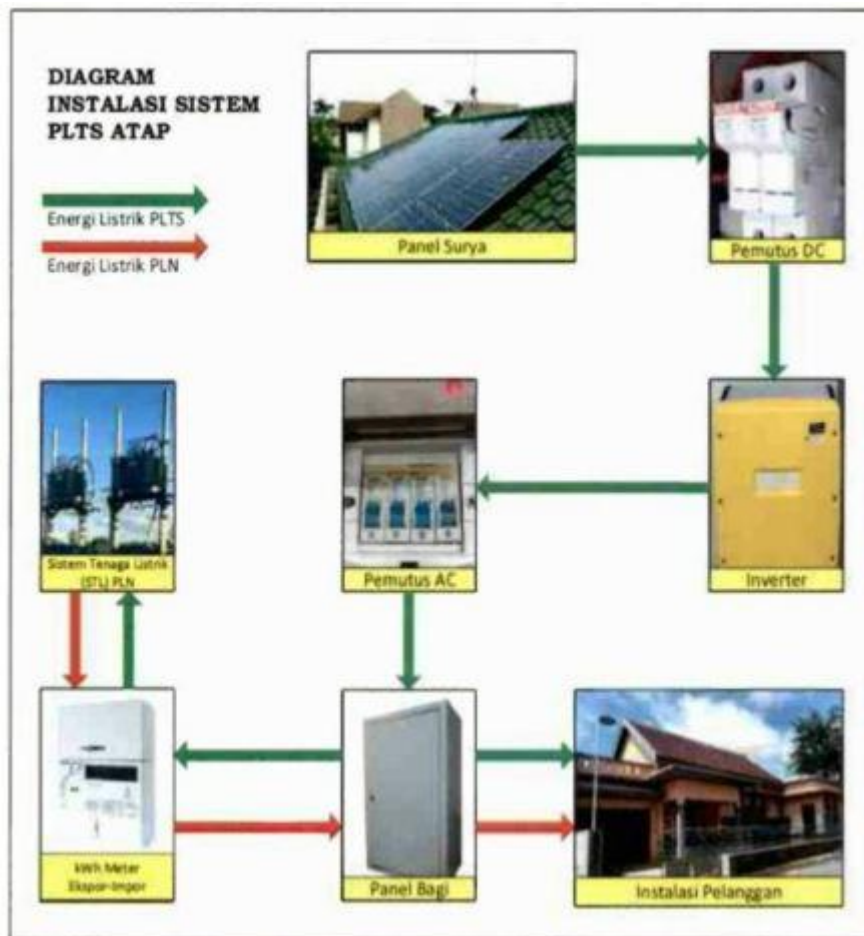 DIAGRAM
INSTALASI SISTEM
PLTS ATAP
Energi Listrik PLTS
Energi Listrik PLN
Panel Surya
Pemutus DC
Sistem Tenaga Listrik
(STL) PLN
Pemutus AC
Inverter
kWh Meter
Ekspor-Impor
Panel Bagi
Instalasi Pelanggan